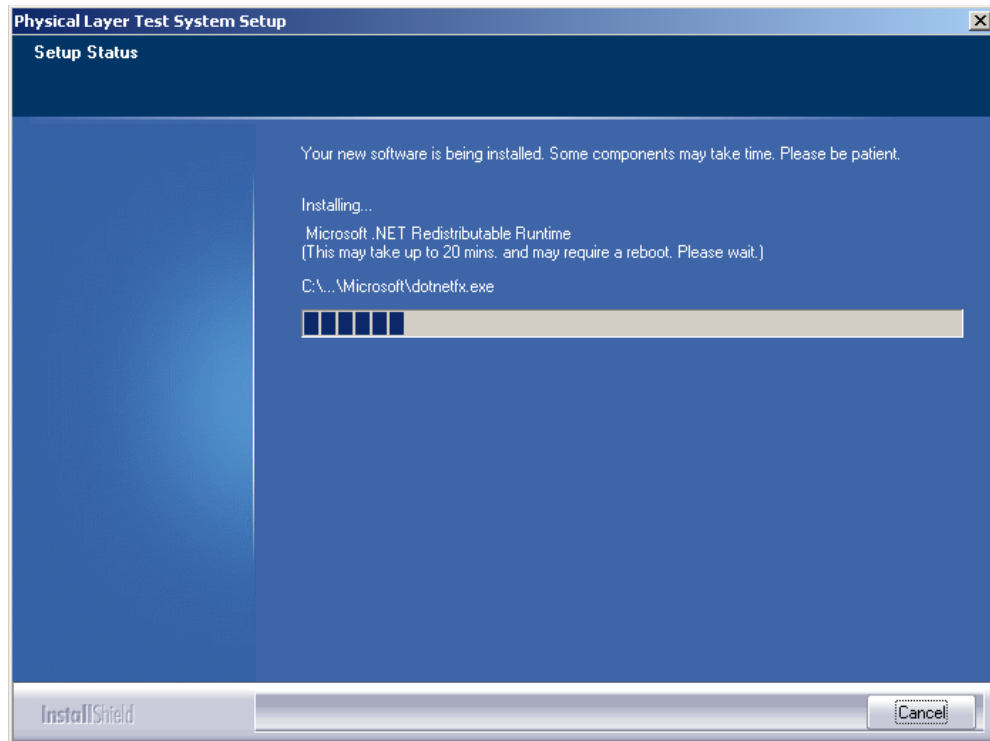 Physical Layer Test System Setup
Setup Status
Your new software is being installed. Some components may take time. Please be patient.
Installing...
Microsoft .NET Redistributable Runtime
(This may take up to 20 mins. and may require a reboot. Please wait.)
C:\...\Microsoft\dotnetfx.exe
InstallShield
Cancel